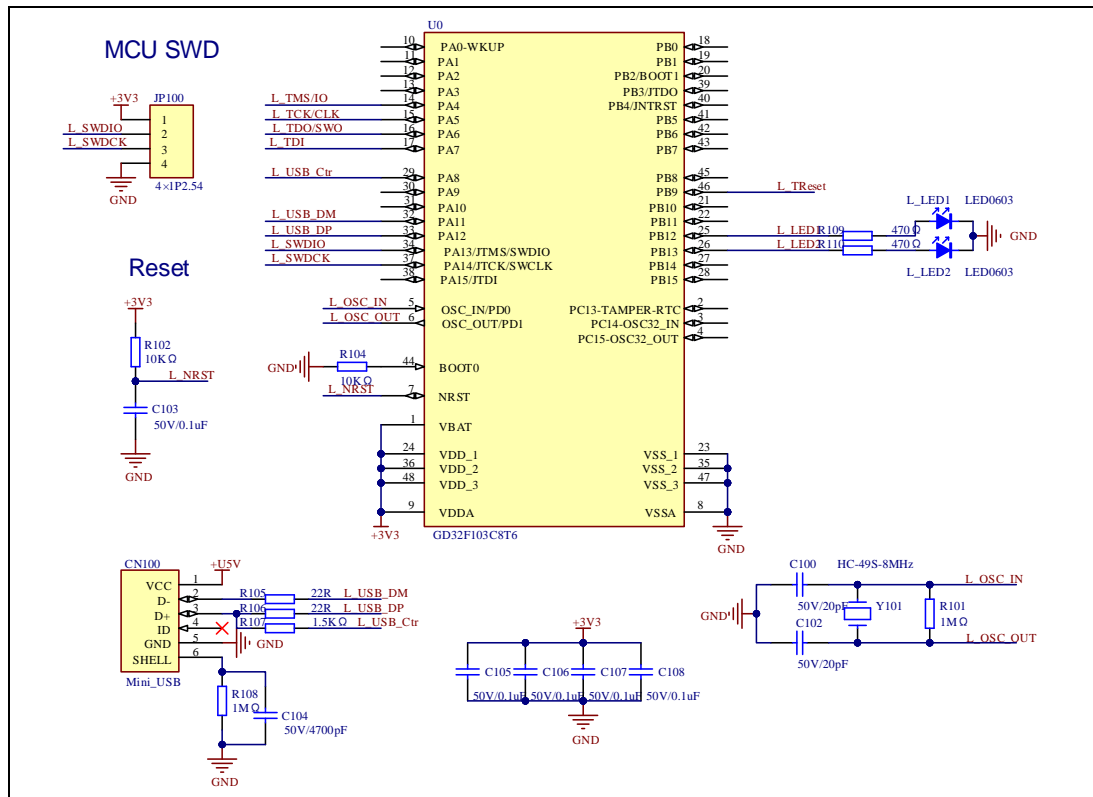 U0
MCU SWD
+3V3
JP100
1
L_SWDIO
2
L_SWDCK
3
4
GND
4×1P2.54
Reset
+3V3
R102
10KΩ
L_NRST
C103
50V/0.1uF
GND
10
PA0-WKUP
11
PA1
12
PA2
13
PA3
L_TMS/IO
14
PA4
L_TCK/CLK
15
PA5
L_TDO/SWO
16
PA6
L_TDI
17
PA7
L_USB_Ctr
29
PA8
30
PA9
31
PA10
L_USB_DM
32
PA11
L_USB_DP
33
PA12
L_SWDIO
34
PA13/JTMS/SWDIO
L_SWDCK
37
PA14/JTCK/SWCLK
38
PA15/JTDI
L_OSC_IN
5
OSC_IN/PD0
L_OSC_OUT
6
OSC_OUT/PD1
R104
GND
44
BOOT0
10KΩ
L_NRST
7
NRST
1
VBAT
24
VDD_1
36
VDD_2
48
VDD_3
9
VDDA
+3V3
GD32F103C8T6
PB0
18
PB1
19
PB2/BOOT1
20
PB3/JTDO
39
PB4/JNTRST
40
PB5
41
PB6
42
PB7
43
PB8
45
PB9
46
L_TReset
PB10
21
PB11
22
PB12
25
L_LED1
R109
470Ω
L_LED1
LED0603
PB13
26
L_LED2
R110
470Ω
GND
PB14
27
L_LED2
LED0603
PB15
28
PC13-TAMPER-RTC
2
PC14-OSC32_IN
3
PC15-OSC32_OUT
4
VSS_1
23
VSS_2
35
VSS_3
47
VSSA
8
GND
CN100
+U5V
VCC
1
D-
2
R105
22R
L_USB_DM
D+
3
R106
22R
L_USB_DP
ID
4
R107
1.5KΩ
L_USB_Ctr
GND
5
GND
SHELL
6
Mini_USB
R108
1MΩ
C104
50V/4700pF
GND
+3V3
C105
C106
C107
C108
50V/0.1uF
50V/0.1uF
50V/0.1uF
50V/0.1uF
GND
C100
HC-49S-8MHz
L_OSC_IN
50V/20pF
Y101
R101
1MΩ
GND
C102
L_OSC_OUT
50V/20pF